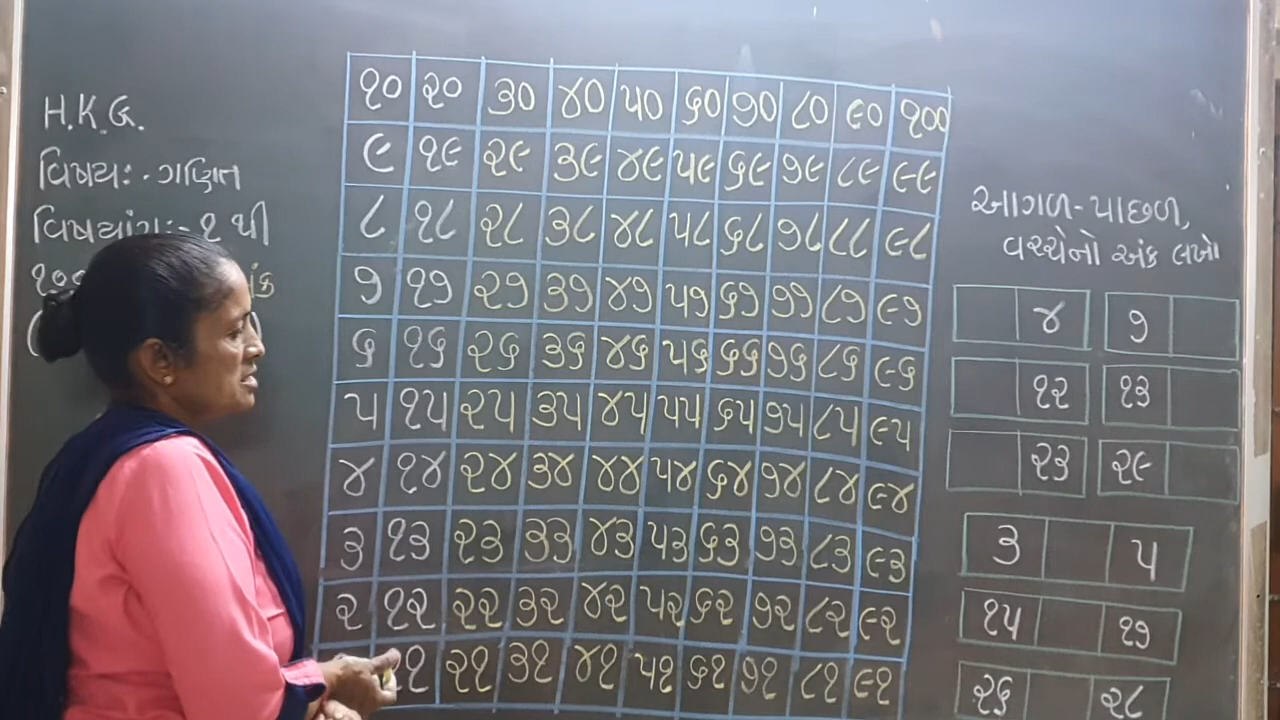 H.K.G.
વિષયઃ- ગણિત
વિષયાંગઃ- ૧ થી
૧૦૦
૧૦ ૨૦ ૩૦ ૪૦ ૫૦ ૬૦ ૭૦ ૮૦ ૯૦ ૧૦૦
૯ ૧૯ ૨૯ ૩૯ ૪૯ ૫૯ ૬૯ ૭૯ ૮૯ ૯૯
૮ ૧૮ ૨૮ ૩૮ ૪૮ ૫૮ ૬૮ ૭૮ ૮૮ ૯૮
૭ ૧૭ ૨૭ ૩૭ ૪૭ ૫૭ ૬૭ ૭૭ ૮૭ ૯૭
૬ ૧૬ ૨૬ ૩૬ ૪૬ ૫૬ ૬૬ ૭૬ ૮૬ ૯૬
૫ ૧૫ ૨૫ ૩૫ ૪૫ ૫૫ ૬૫ ૭૫ ૮૫ ૯૫
૪ ૧૪ ૨૪ ૩૪ ૪૪ ૫૪ ૬૪ ૭૪ ૮૪ ૯૪
૩ ૧૩ ૨૩ ૩૩ ૪૩ ૫૩ ૬૩ ૭૩ ૮૩ ૯૩
૨ ૧૨ ૨૨ ૩૨ ૪૨ ૫૨ ૬૨ ૭૨ ૮૨ ૯૨
૧૧ ૨૧ ૩૧ ૪૧ ૫૧ ૬૧ ૭૧ ૮૧ ૯૧
આગળ-પાછળ,
વચ્ચેનો અંક લખો
૪ ૭
૧૨ ૧૩
૨૩ ૨૯
૩ ૫
૧૫ ૧૭
૨૬ ૨૮